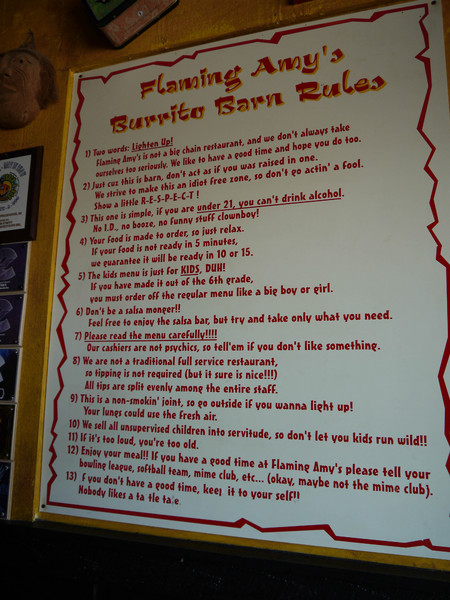 Flaming Amy's
Burrito Barn Rules
1) Two words: Lighten Up!
Flaming Amy's is not a big chain restaurant, and we don't always take
ourselves too seriously. We like to have a good time and hope you do too.
2) Just cus this is barn, don't act as if you was raised in one.
We strive to make this an idiot free zone, so don't go actin' a fool.
Show a little R-E-S-P-E-C-T !
3) This one is simple, if you are under 21, you can't drink alcohol.
No I.D., no booze, no funny stuff clownboy!
4) Your food is made to order, so just relax.
If your food is not ready in 5 minutes,
we guarantee it will be ready in 10 or 15.
5) The kids menu is just for KIDS, DUH!
If you have made it out of the 6th grade,
you must order off the regular menu like a big boy or girl.
6) Don't be a salsa monger!!
Feel free to enjoy the salsa bar, but try and take only what you need.
7) Please read the menu carefully!!!!
Our cashiers are not psychics, so tell'em if you don't like something.
8) We are not a traditional full service restaurant,
so tipping is not required (but it sure is nice!!!)
All tips are split evenly among the entire staff.
9) This is a non-smokin' joint, so go outside if you wanna light up!
Your lungs could use the fresh air.
10) We sell all unsupervised children into servitude, so don't let you kids run wild!!
11) If it's too loud, you're too old.
12) Enjoy your meal!! If you have a good time at Flaming Amy's please tell your
bowling league, softball team, mime club, etc... (okay, maybe not the mime club).
13) f you don't have a good time, keep it to your self!!
Nobody likes a ta tle tale